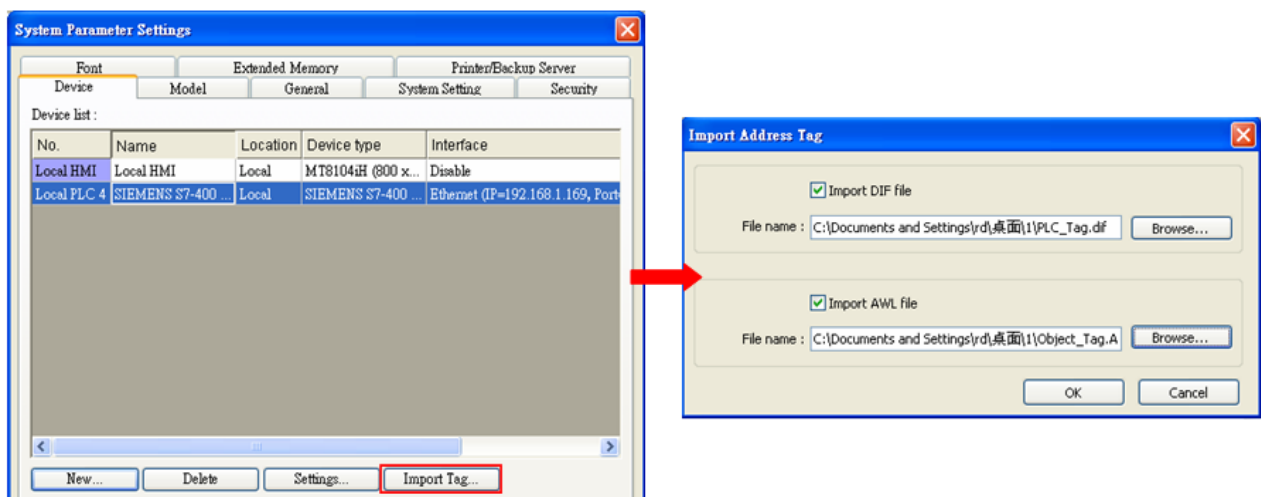 System Parameter Settings
Font Extended Memory Printer/Backup Server
Device Model General System Setting Security
Device list :
No. Name Location Device type Interface
Local HMI Local HMI Local MT8104iH (800 x... Disable
Local PLC 4 SIEMENS S7-400 ... Local SIEMENS S7-400 ... Ethernet (IP=192.168.1.169, Port
New... Delete Settings... Import Tag...
Import Address Tag
Import DIF file
File name : C:\Documents and Settings\rd\桌面\1\PLC_Tag.dif Browse...
Import AWL file
File name : C:\Documents and Settings\rd\桌面\1\Object_Tag.A Browse...
OK Cancel